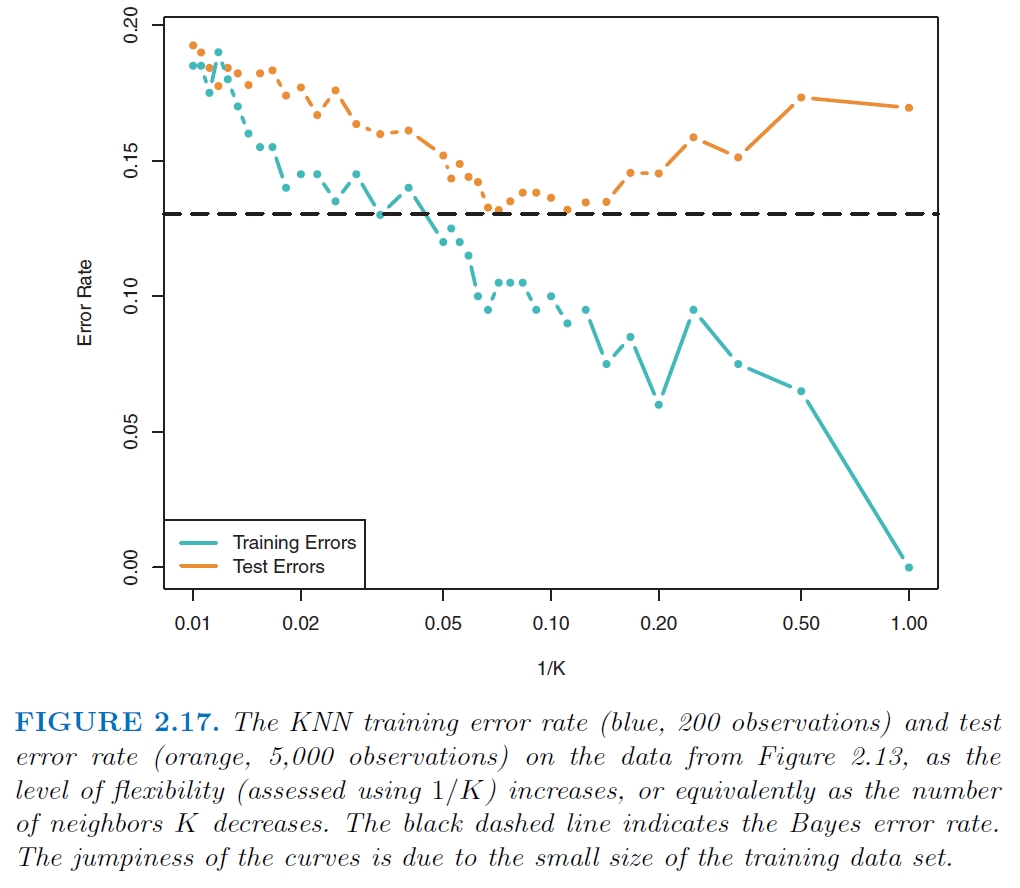 0.20
0.15
0.10
0.05
0.00
Error Rate
Training Errors
Test Errors
0.01 0.02 0.05 0.10 0.20 0.50 1.00
1/K
FIGURE 2.17. The KNN training error rate (blue, 200 observations) and test
error rate (orange, 5,000 observations) on the data from Figure 2.13, as the
level of flexibility (assessed using 1/K) increases, or equivalently as the number
of neighbors K decreases. The black dashed line indicates the Bayes error rate.
The jumpiness of the curves is due to the small size of the training data set.